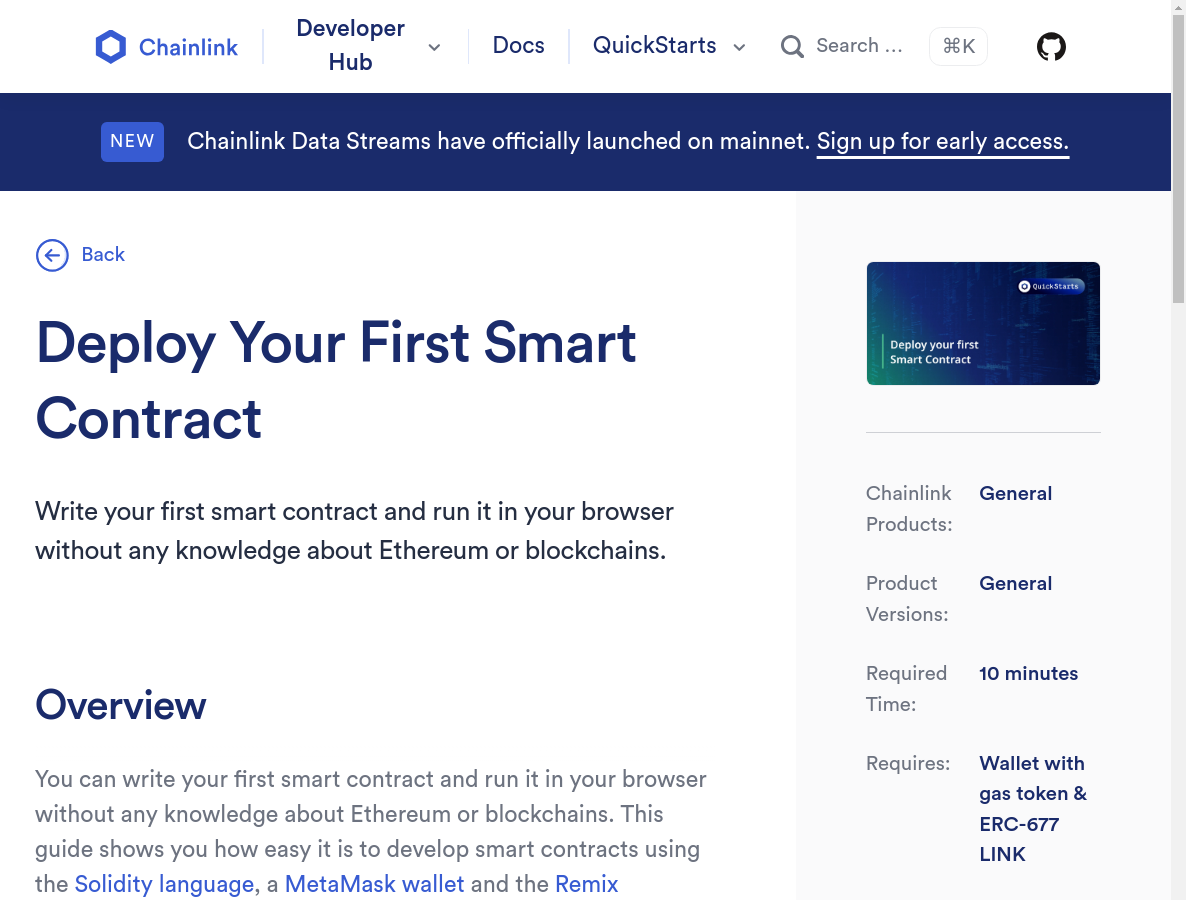 Chainlink
Developer Hub
Docs
QuickStarts
Search ...
⌘K
NEW
Chainlink Data Streams have officially launched on mainnet. Sign up for early access.
Back
Deploy Your First Smart
Contract
Write your first smart contract and run it in your browser
without any knowledge about Ethereum or blockchains.
Overview
You can write your first smart contract and run it in your browser
without any knowledge about Ethereum or blockchains. This
guide shows you how easy it is to develop smart contracts using
the Solidity language, a MetaMask wallet and the Remix
QuickStarts
Deploy your first
Smart Contract
Chainlink Products: General
Product Versions: General
Required Time: 10 minutes
Requires: Wallet with
gas token &
ERC-677
LINK